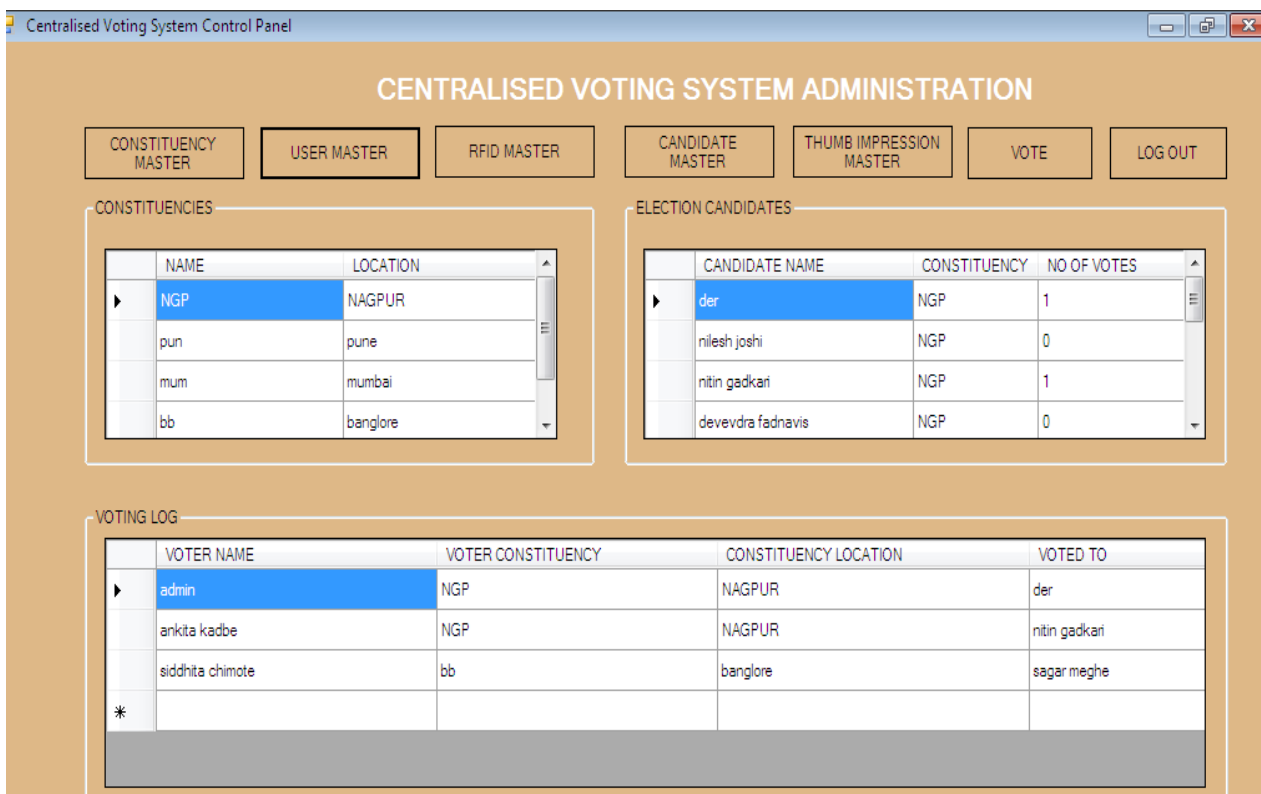 Centralised Voting System Control Panel
CENTRALISED VOTING SYSTEM ADMINISTRATION
CONSTITUENCY
MASTER
USER MASTER
RFID MASTER
CANDIDATE
MASTER
THUMB IMPRESSION
MASTER
VOTE
LOG OUT
CONSTITUENCIES
NAME LOCATION
NGP NAGPUR
pun pune
mum mumbai
bb banglore
ELECTION CANDIDATES
CANDIDATE NAME CONSTITUENCY NO OF VOTES
der NGP 1
nilesh joshi NGP 0
nitin gadkari NGP 1
devevdra fadnavis NGP 0
VOTING LOG
VOTER NAME VOTER CONSTITUENCY CONSTITUENCY LOCATION VOTED TO
admin NGP NAGPUR der
ankita kadbe NGP NAGPUR nitin gadkari
siddhita chimote bb banglore sagar meghe